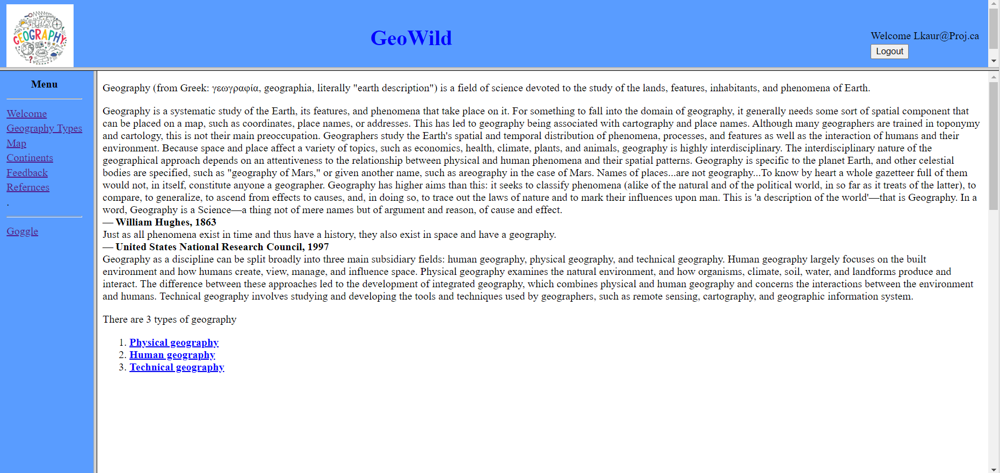 GEOGRAPHY
GeoWild
Welcome Lkaur@Proj.ca
Logout
Menu
Welcome
Geography Types
Map
Continents
Feedback
Refernces
.
Goggle
Geography (from Greek: γεωγραφία, geographia, literally "earth description") is a field of science devoted to the study of the lands, features, inhabitants, and phenomena of Earth.
Geography is a systematic study of the Earth, its features, and phenomena that take place on it. For something to fall into the domain of geography, it generally needs some sort of spatial component that
can be placed on a map, such as coordinates, place names, or addresses. This has led to geography being associated with cartography and place names. Although many geographers are trained in toponymy
and cartology, this is not their main preoccupation. Geographers study the Earth's spatial and temporal distribution of phenomena, processes, and features as well as the interaction of humans and their
environment. Because space and place affect a variety of topics, such as economics, health, climate, plants, and animals, geography is highly interdisciplinary. The interdisciplinary nature of the
geographical approach depends on an attentiveness to the relationship between physical and human phenomena and their spatial patterns. Geography is specific to the planet Earth, and other celestial
bodies are specified, such as "geography of Mars," or given another name, such as areography in the case of Mars. Names of places...are not geography...To know by heart a whole gazetteer full of them
would not, in itself, constitute anyone a geographer. Geography has higher aims than this: it seeks to classify phenomena (alike of the natural and of the political world, in so far as it treats of the latter), to
compare, to generalize, to ascend from effects to causes, and, in doing so, to trace out the laws of nature and to mark their influences upon man. This is 'a description of the world'—that is Geography. In a
word, Geography is a Science—a thing not of mere names but of argument and reason, of cause and effect.
— William Hughes, 1863
Just as all phenomena exist in time and thus have a history, they also exist in space and have a geography.
— United States National Research Council, 1997
Geography as a discipline can be split broadly into three main subsidiary fields: human geography, physical geography, and technical geography. Human geography largely focuses on the built
environment and how humans create, view, manage, and influence space. Physical geography examines the natural environment, and how organisms, climate, soil, water, and landforms produce and
interact. The difference between these approaches led to the development of integrated geography, which combines physical and human geography and concerns the interactions between the environment
and humans. Technical geography involves studying and developing the tools and techniques used by geographers, such as remote sensing, cartography, and geographic information system.
There are 3 types of geography
1. Physical geography
2. Human geography
3. Technical geography